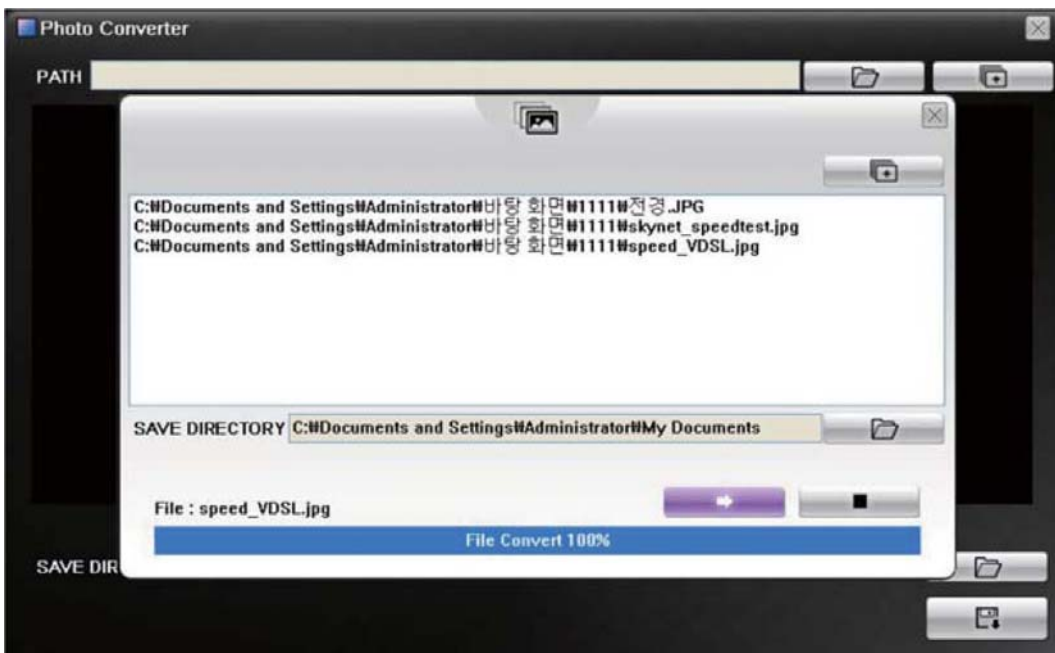 Photo Converter
PATH
C:₩Documents and Settings₩Administrator₩바탕 화면₩1111₩전경.JPG
C:₩Documents and Settings₩Administrator₩바탕 화면₩1111₩skynet_speedtest.jpg
C:₩Documents and Settings₩Administrator₩바탕 화면₩1111₩speed_VDSL.jpg
SAVE DIRECTORY C:₩Documents and Settings₩Administrator₩My Documents
File : speed_VDSL.jpg
File Convert 100%
SAVE DIR